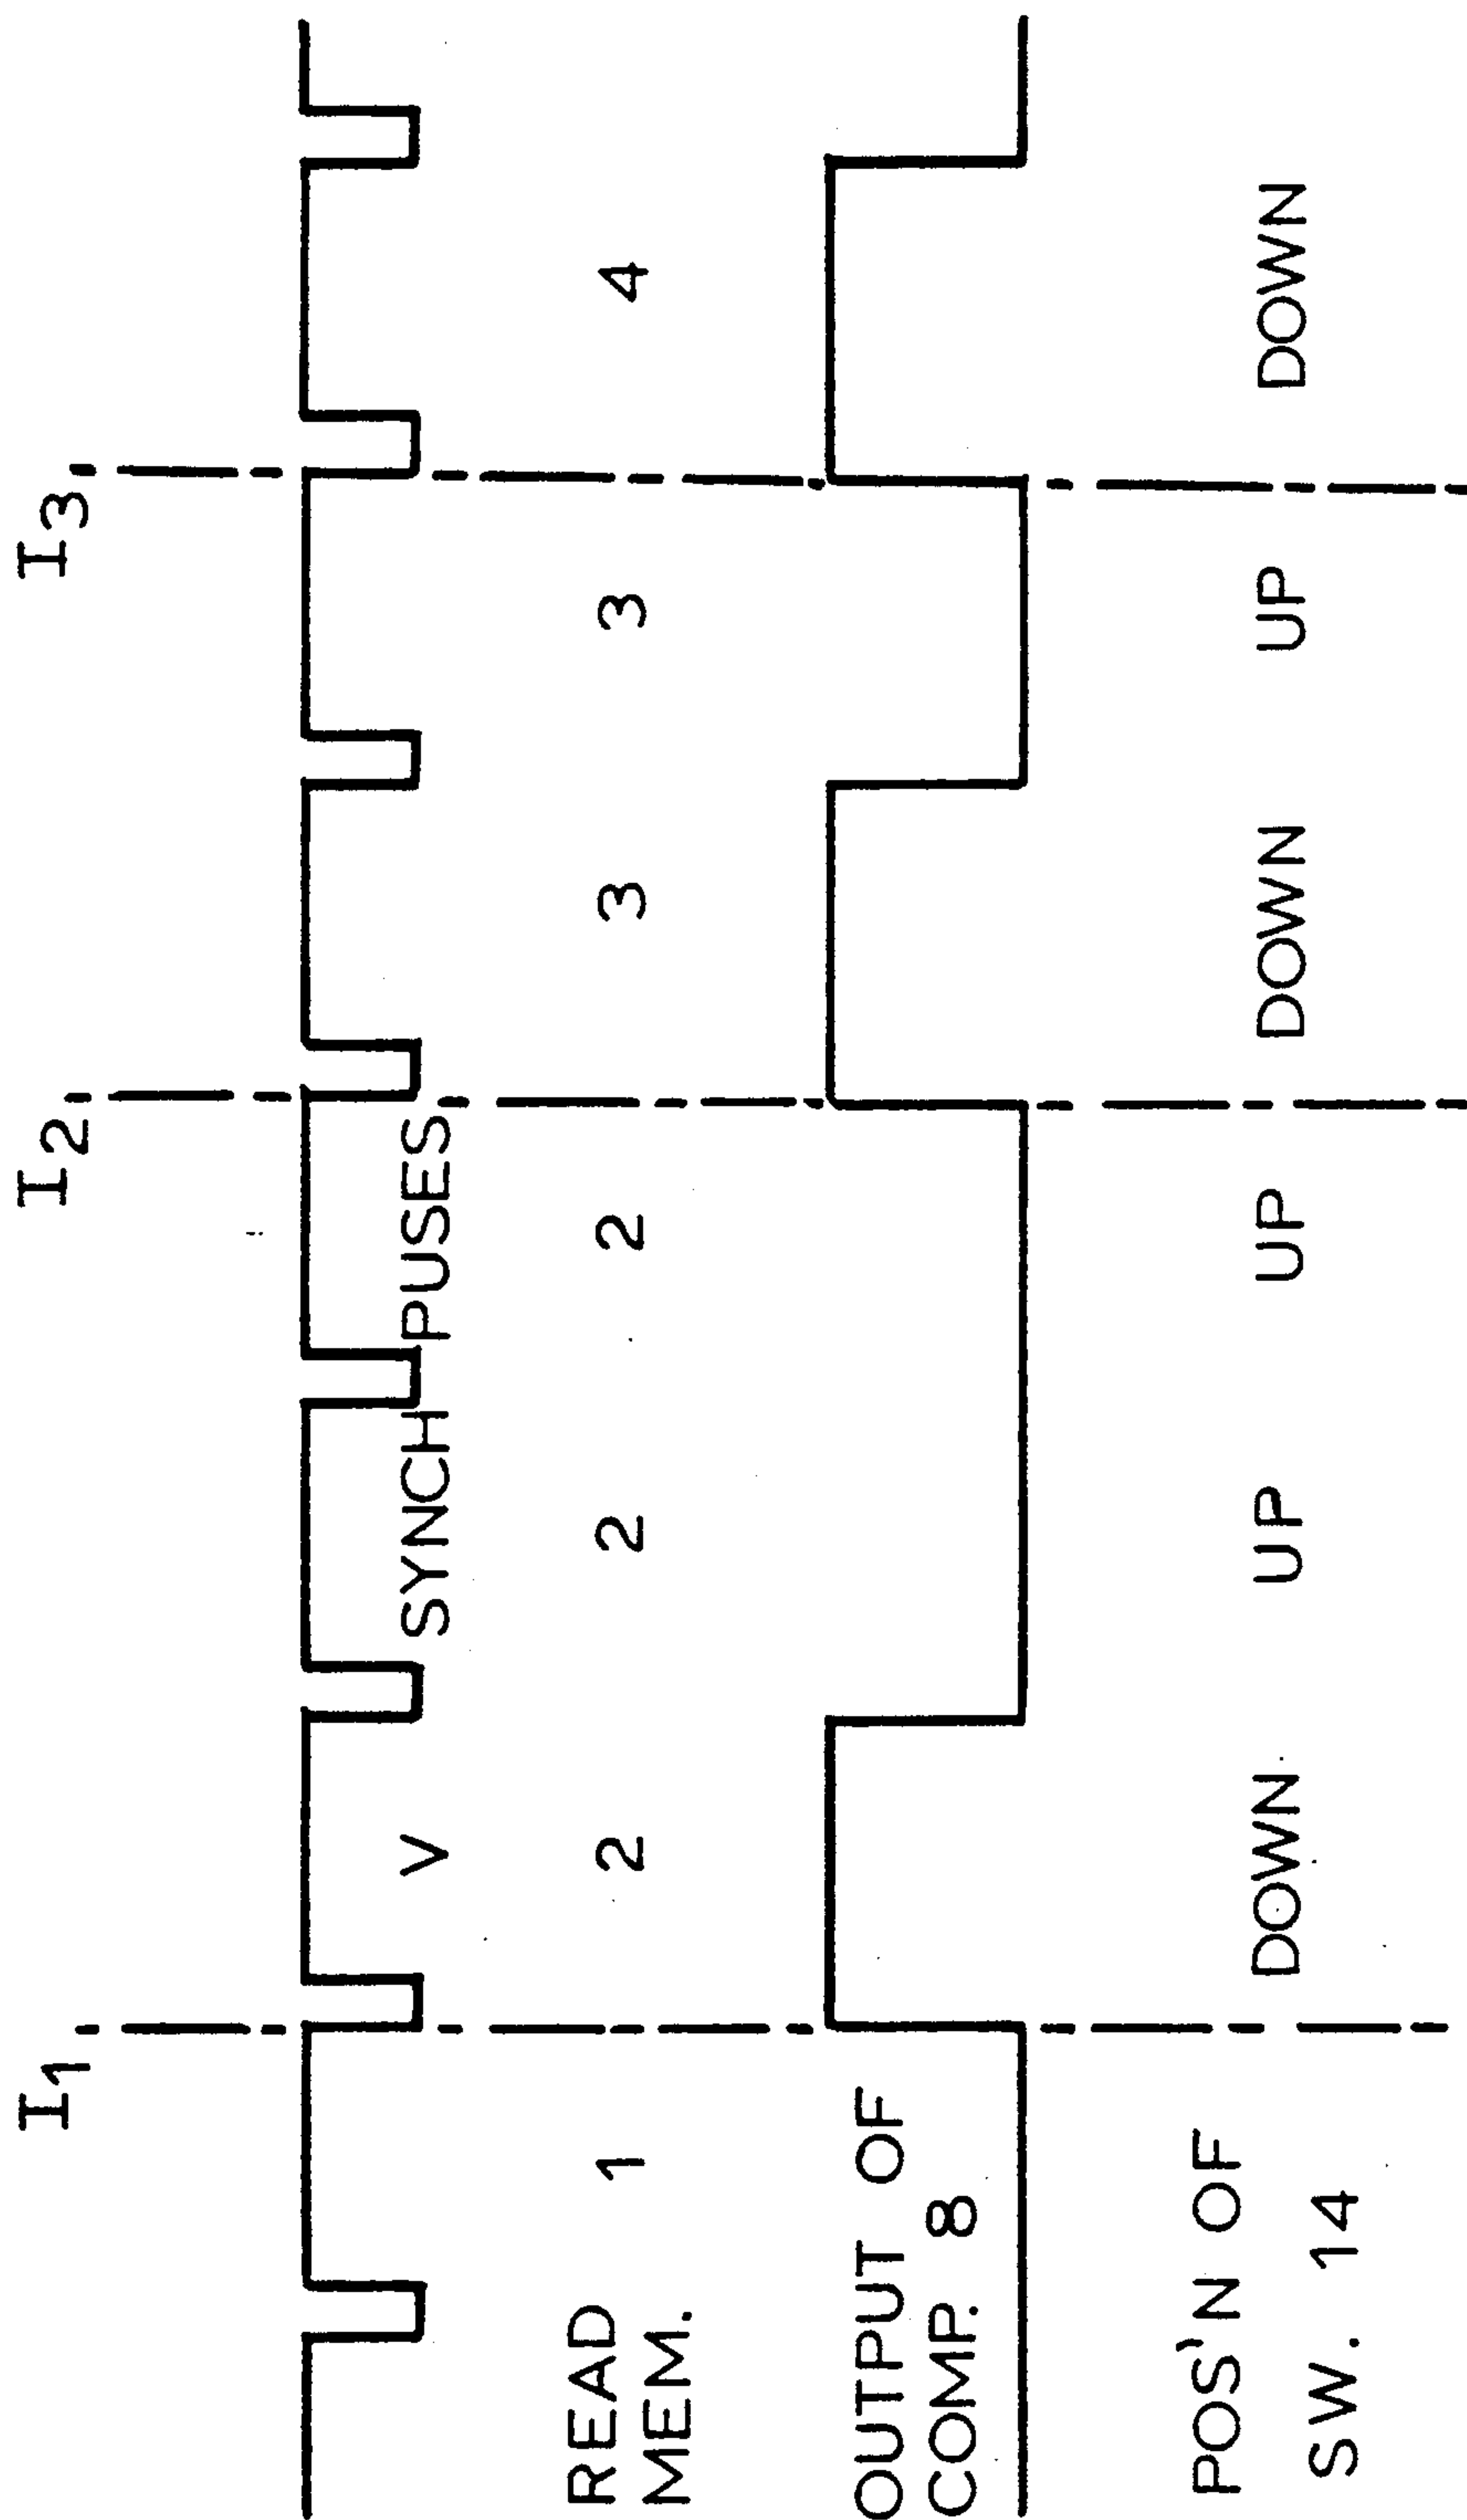 I1 I2 I3
V SYNCH PUSES
READ 1 2 2 2 3 3 4
MEM.
OUTPUT OF
COMP. 8
POS'N OF DOWN UP UP DOWN UP DOWN
SW. 14